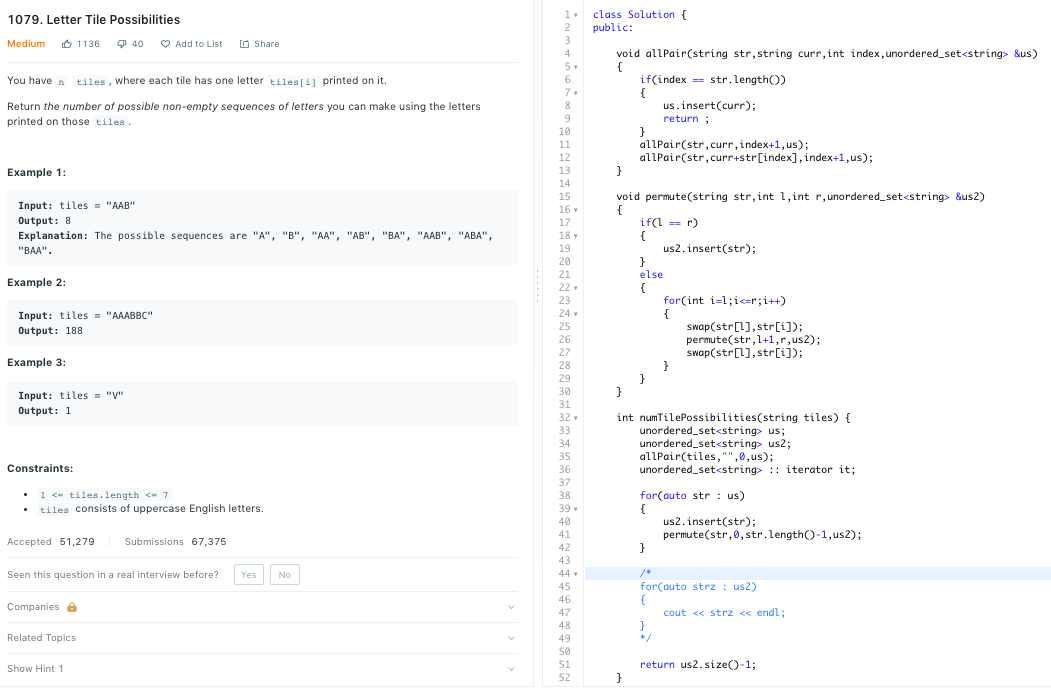 1079. Letter Tile Possibilities
Medium 1136 40 Add to List Share
You have n tiles, where each tile has one letter tiles[i] printed on it.
Return the number of possible non-empty sequences of letters you can make using the letters
printed on those tiles.
Example 1:
Input: tiles = "AAB"
Output: 8
Explanation: The possible sequences are "A", "B", "AA", "AB", "BA", "AAB", "ABA",
"BAA".
Example 2:
Input: tiles = "AAABBC"
Output: 188
Example 3:
Input: tiles = "V"
Output: 1
Constraints:
• 1 <= tiles.length <= 7
• tiles consists of uppercase English letters.
Accepted 51,279 Submissions 67,375
Seen this question in a real interview before? Yes No
Companies
Related Topics
Show Hint 1
1 class Solution {
2 public:
3
4     void allPair(string str,string curr,int index,unordered_set<string> &us)
5     {
6         if(index == str.length())
7         {
8             us.insert(curr);
9             return ;
10         }
11         allPair(str,curr,index+1,us);
12         allPair(str,curr+str[index],index+1,us);
13     }
14
15     void permute(string str,int l,int r,unordered_set<string> &us2)
16     {
17         if(l == r)
18         {
19             us2.insert(str);
20         }
21         else
22         {
23             for(int i=l;i<=r;i++)
24             {
25                 swap(str[l],str[i]);
26                 permute(str,l+1,r,us2);
27                 swap(str[l],str[i]);
28             }
29         }
30     }
31
32     int numTilePossibilities(string tiles) {
33         unordered_set<string> us;
34         unordered_set<string> us2;
35         allPair(tiles,"",0,us);
36         unordered_set<string> :: iterator it;
37
38         for(auto str : us)
39         {
40             us2.insert(str);
41             permute(str,0,str.length()-1,us2);
42         }
43
44         /*
45         for(auto strz : us2)
46         {
47             cout << strz << endl;
48         }
49         */
50
51         return us2.size()-1;
52     }